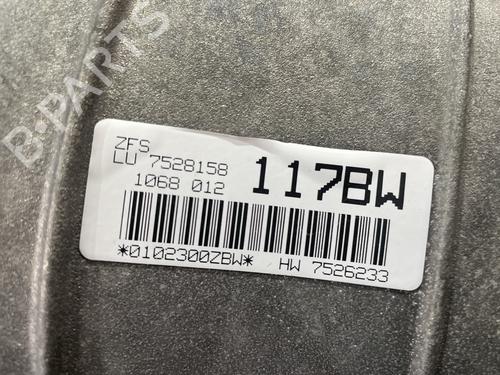 ZFS
LU 7528158
1068 012
117BW
*0102300ZBW*
HW 7526233
B-PARTS